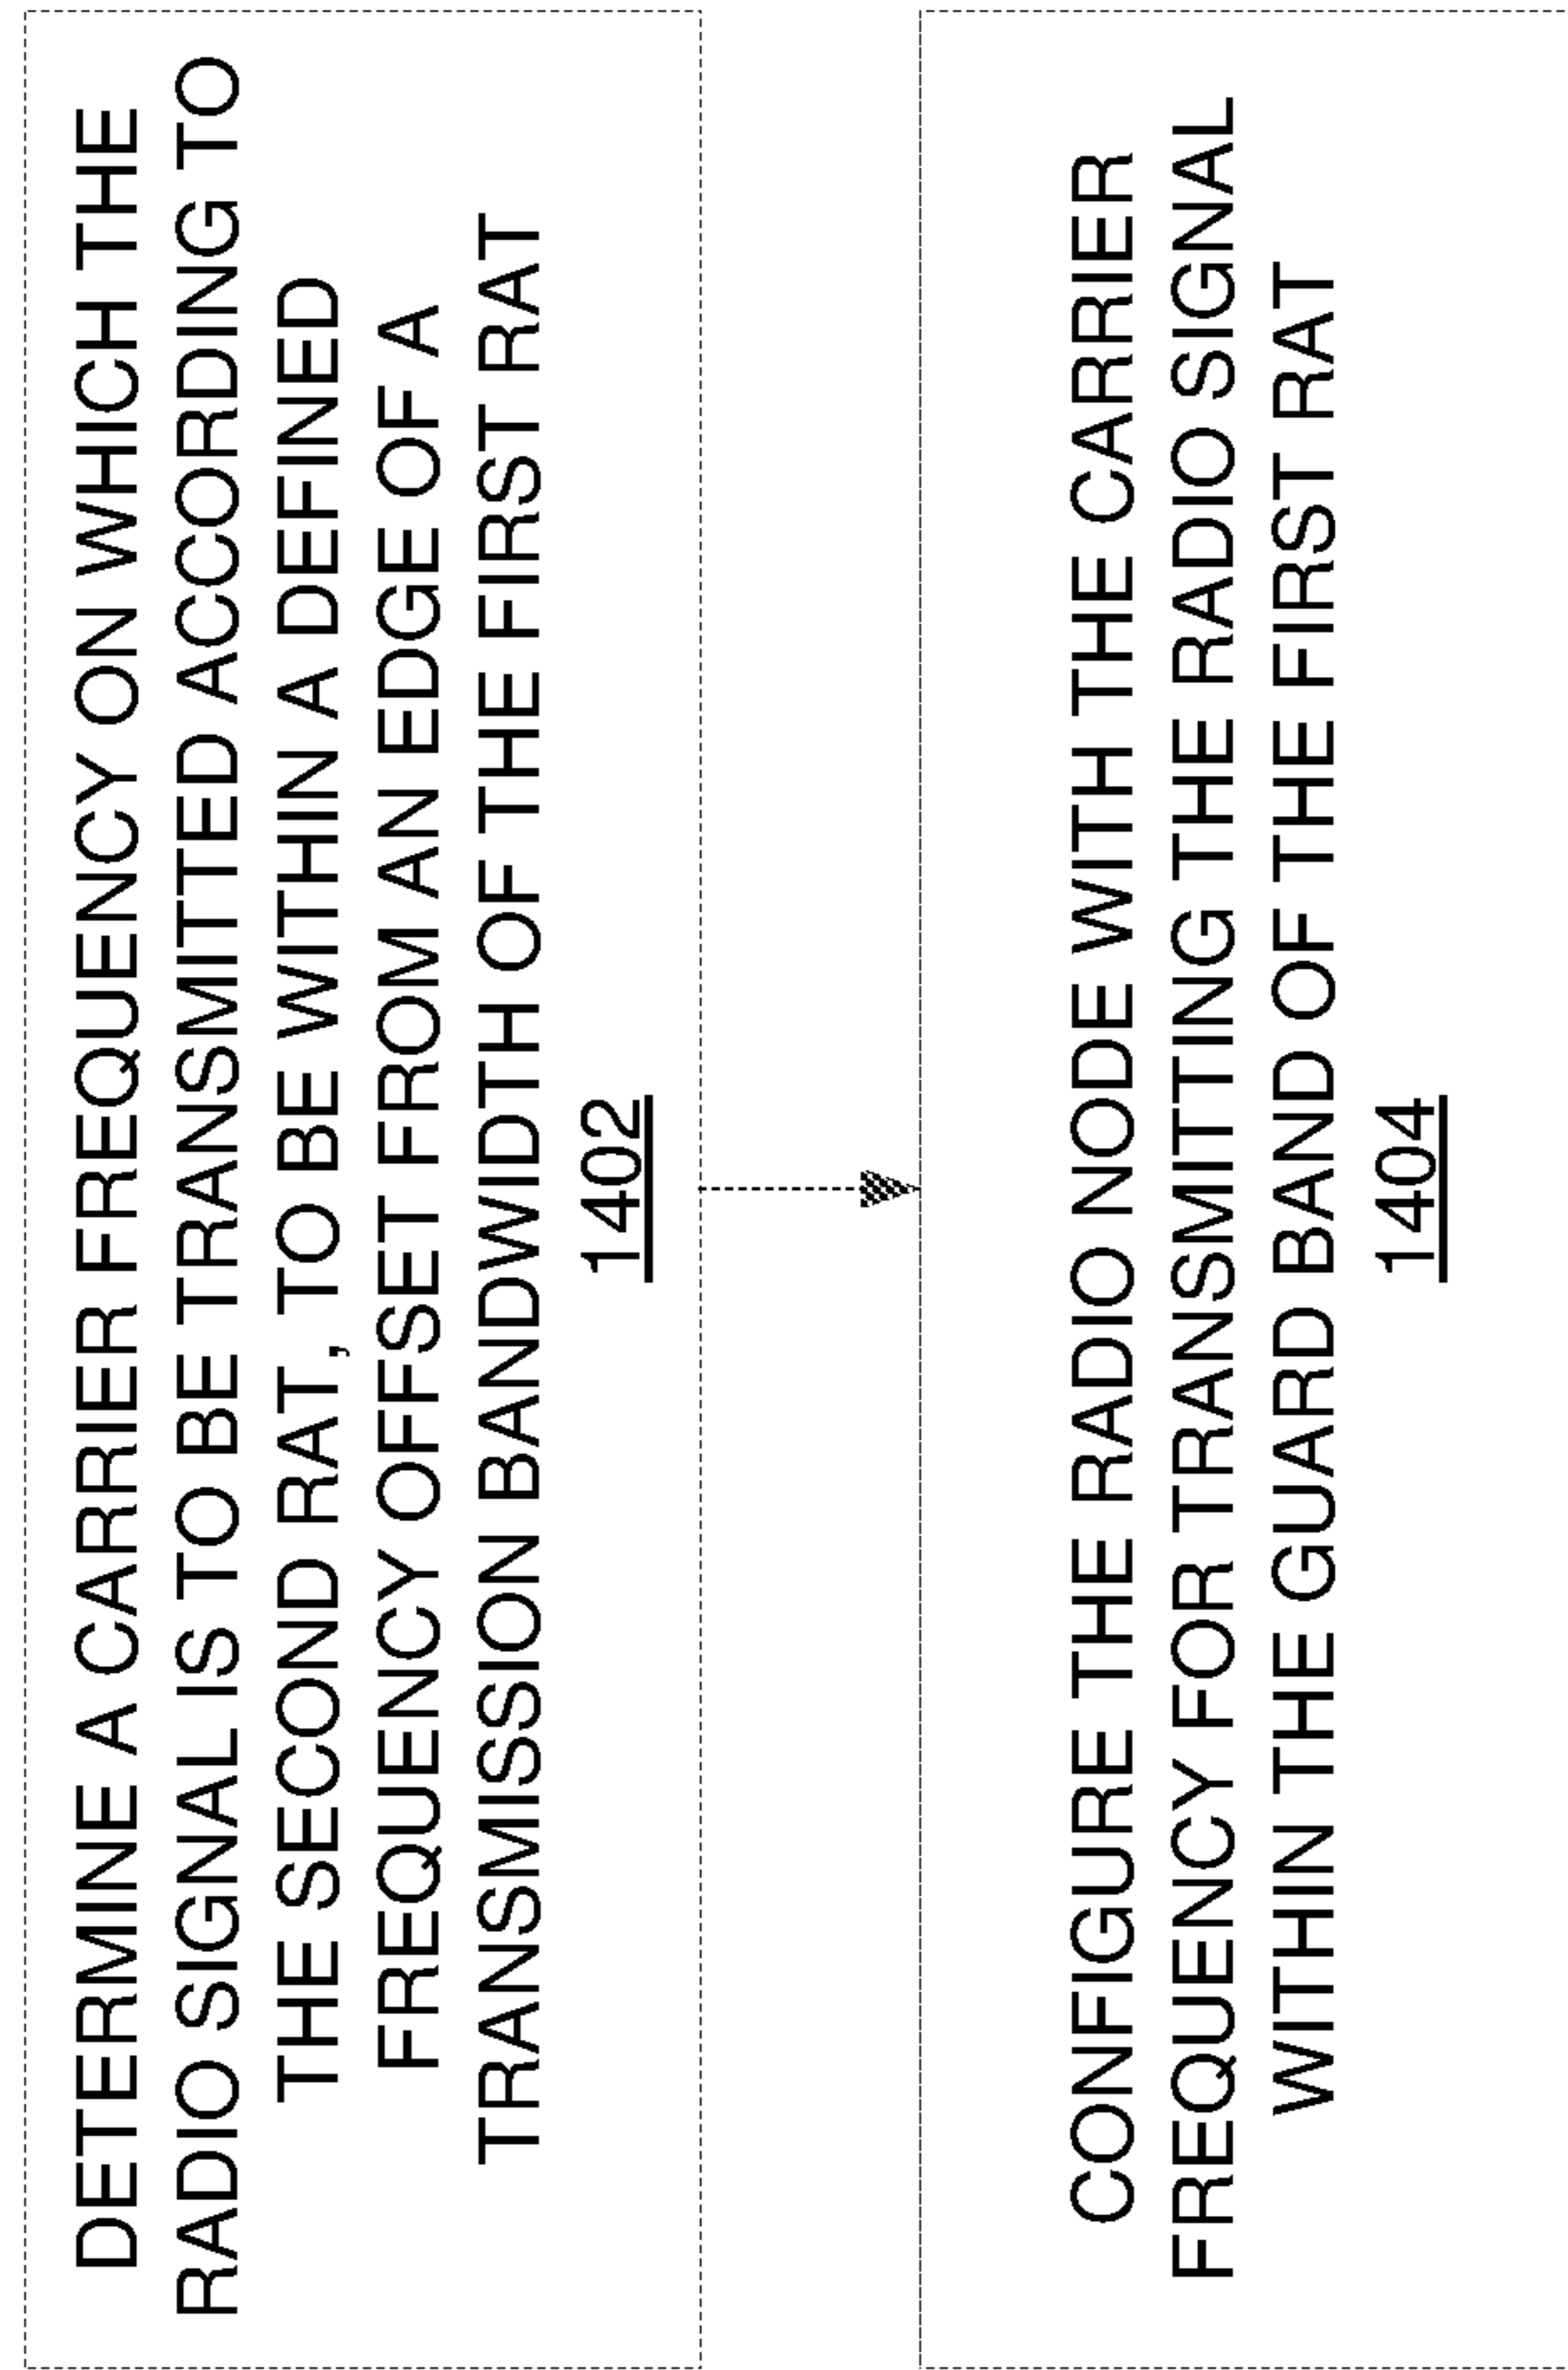 DETERMINE A CARRIER FREQUENCY ON WHICH THE
RADIO SIGNAL IS TO BE TRANSMITTED ACCORDING TO
THE SECOND RAT, TO BE WITHIN A DEFINED
FREQUENCY OFFSET FROM AN EDGE OF A
TRANSMISSION BANDWIDTH OF THE FIRST RAT
1402
CONFIGURE THE RADIO NODE WITH THE CARRIER
FREQUENCY FOR TRANSMITTING THE RADIO SIGNAL
WITHIN THE GUARD BAND OF THE FIRST RAT
1404